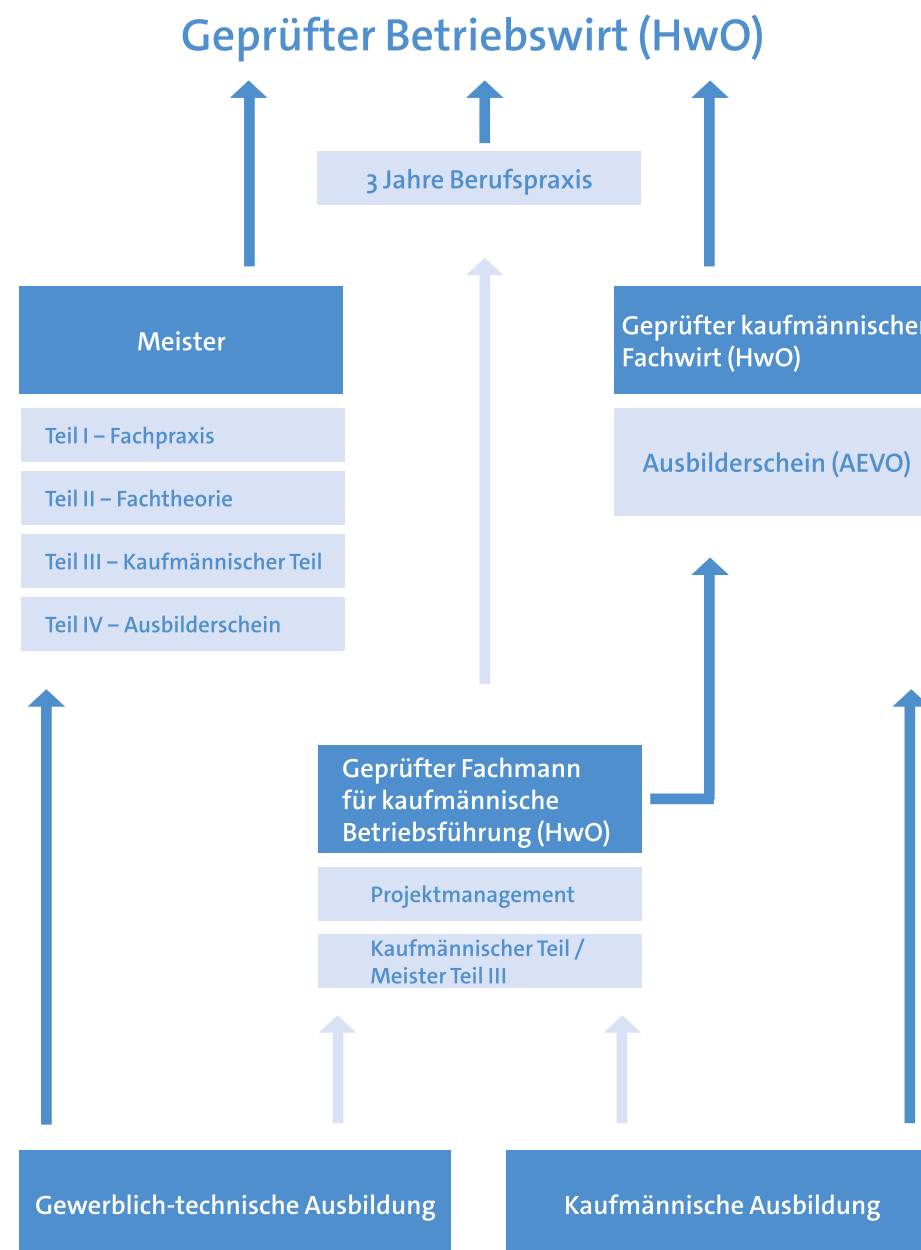 Geprüfter Betriebswirt (HwO)
3 Jahre Berufspraxis
Meister
Teil I – Fachpraxis
Teil II – Fachtheorie
Teil III – Kaufmännischer Teil
Teil IV – Ausbilderschein
Geprüfter kaufmännischer
Fachwirt (HwO)
Ausbilderschein (AEVO)
Geprüfter Fachmann
für kaufmännische
Betriebsführung (HwO)
Projektmanagement
Kaufmännischer Teil /
Meister Teil III
Gewerblich-technische Ausbildung
Kaufmännische Ausbildung